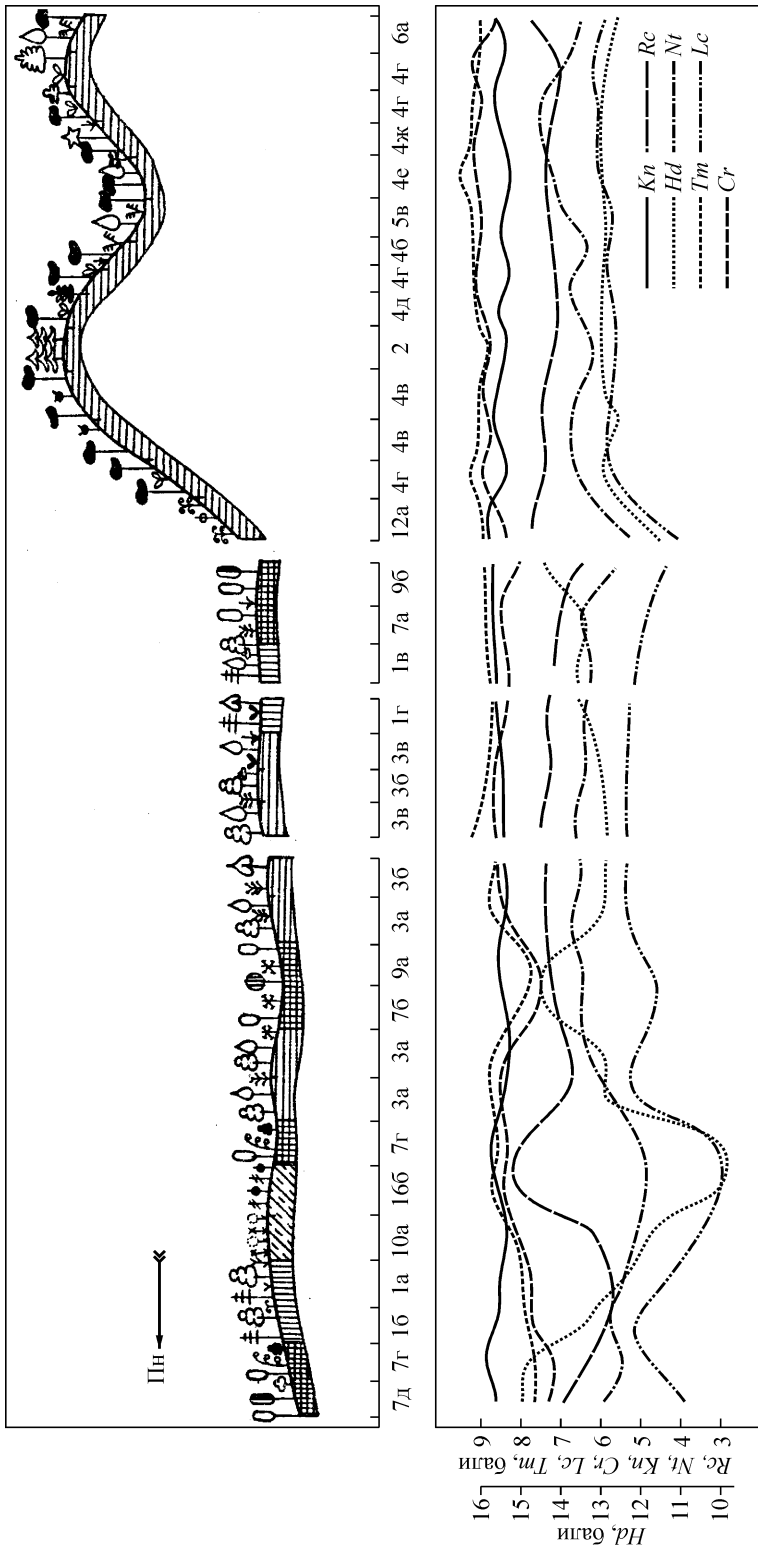 Пн
7д 7г 1б 1а 10а 16б 7г 3а 3а 7б 9а 3а 3б
3в 3б 3в 1г
1в 7а 9б
12а 4г 4в 4в 2 4д 4г 4б 5в 4е 4ж 4г 4г 6а
Hd, бали
16 15 14 13 12 11 10
Rc, Nt, Kn, Cr, Lc, Tm, бали
9 8 7 6 5 4 3
Kn Rc
Hd Nt
Tm Lc
Cr